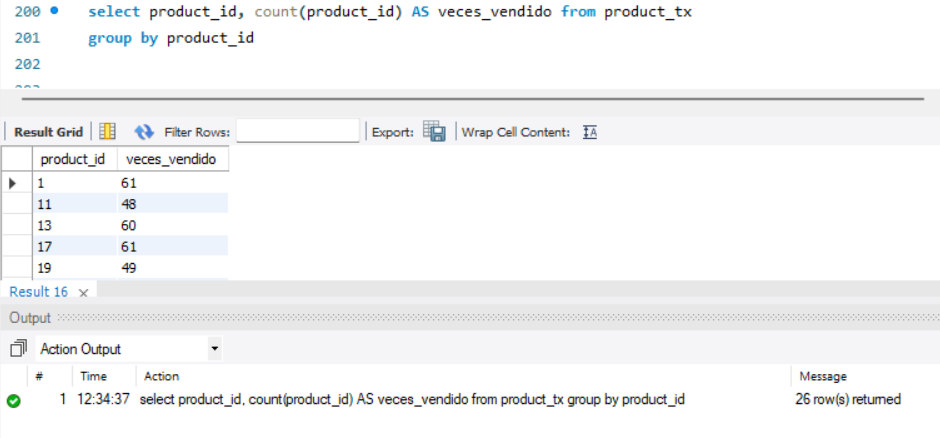 200 select product_id, count(product_id) AS veces_vendido from product_tx
201 group by product_id
202
Result Grid Filter Rows: Export: Wrap Cell Content:
product_id veces_vendido
1 61
11 48
13 60
17 61
19 49
Result 16
Output
Action Output
# Time Action Message
1 12:34:37 select product_id, count(product_id) AS veces_vendido from product_tx group by product_id 26 row(s) returned